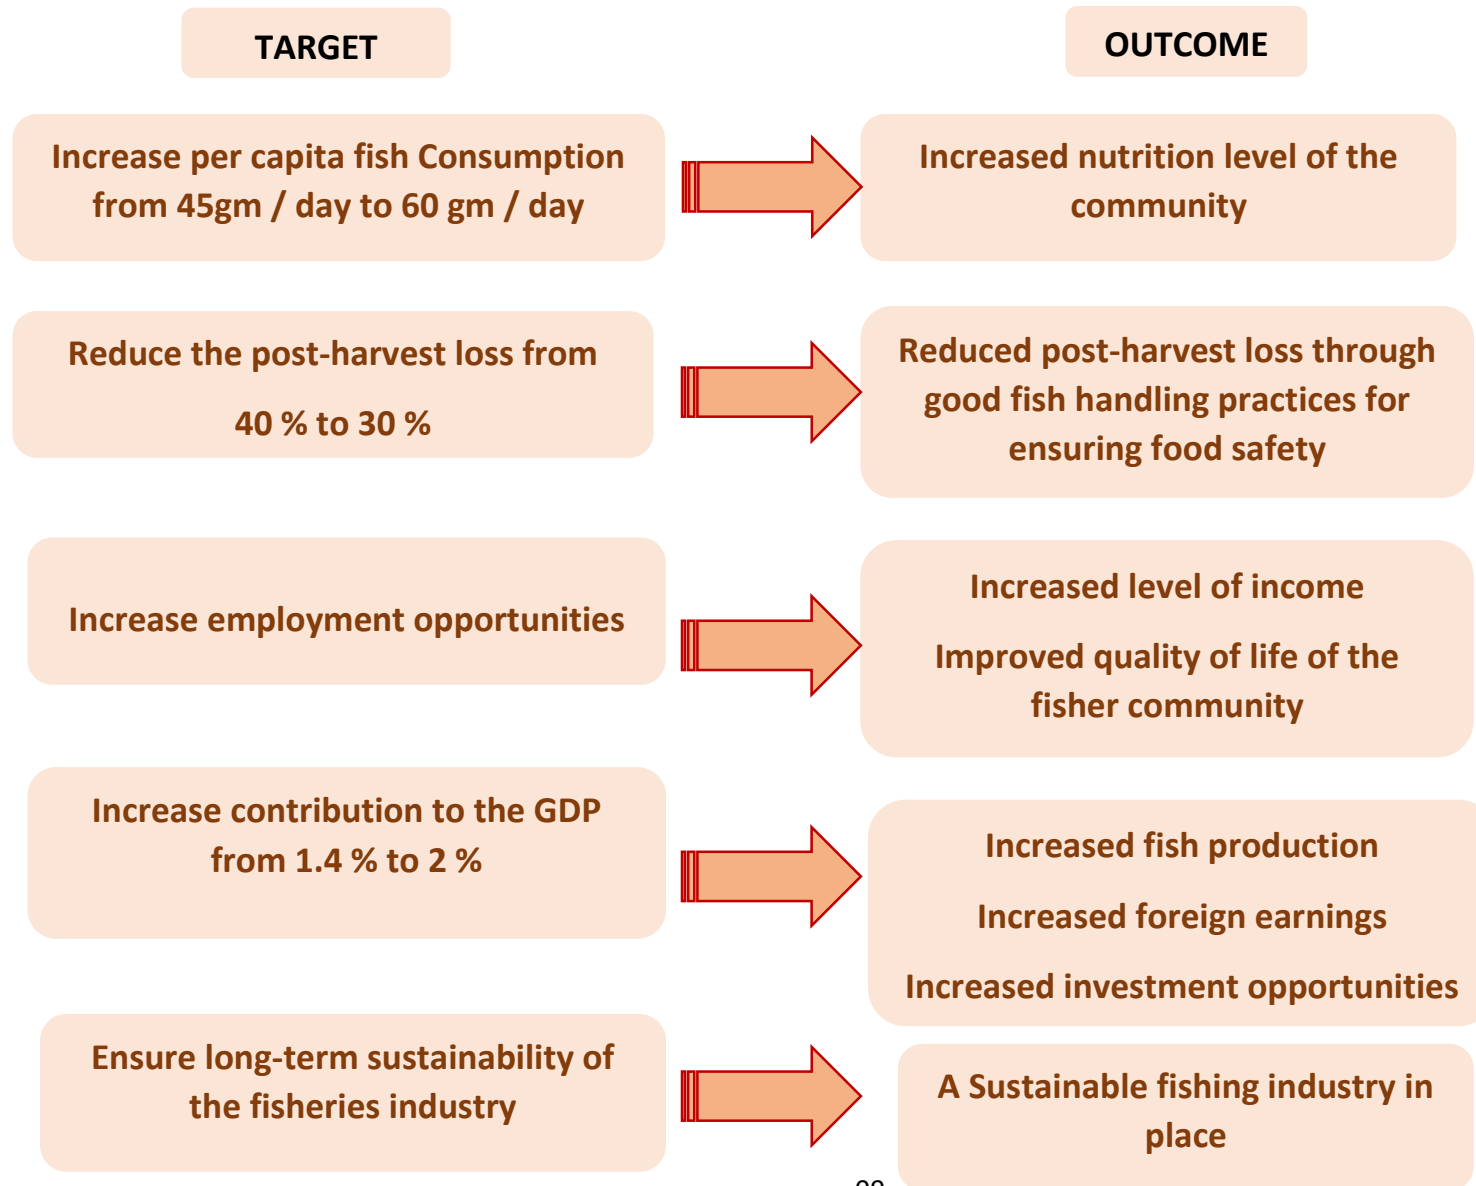 TARGET
OUTCOME
Increase per capita fish Consumption
from 45gm / day to 60 gm / day
Increased nutrition level of the
community
Reduce the post-harvest loss from
40 % to 30 %
Reduced post-harvest loss through
good fish handling practices for
ensuring food safety
Increase employment opportunities
Increased level of income
Improved quality of life of the
fisher community
Increase contribution to the GDP
from 1.4 % to 2 %
Increased fish production
Increased foreign earnings
Increased investment opportunities
Ensure long-term sustainability of
the fisheries industry
A Sustainable fishing industry in
place